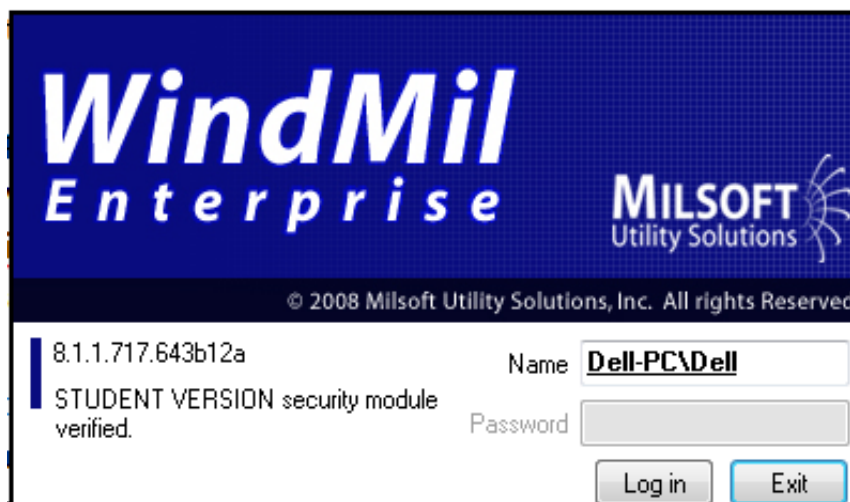 WindMil
Enterprise
MILSOFT
Utility Solutions
© 2008 Milsoft Utility Solutions, Inc. All rights Reserved
8.1.1.717.643b12a
STUDENT VERSION security module
verified.
Name Dell-PC\Dell
Password
Log in Exit